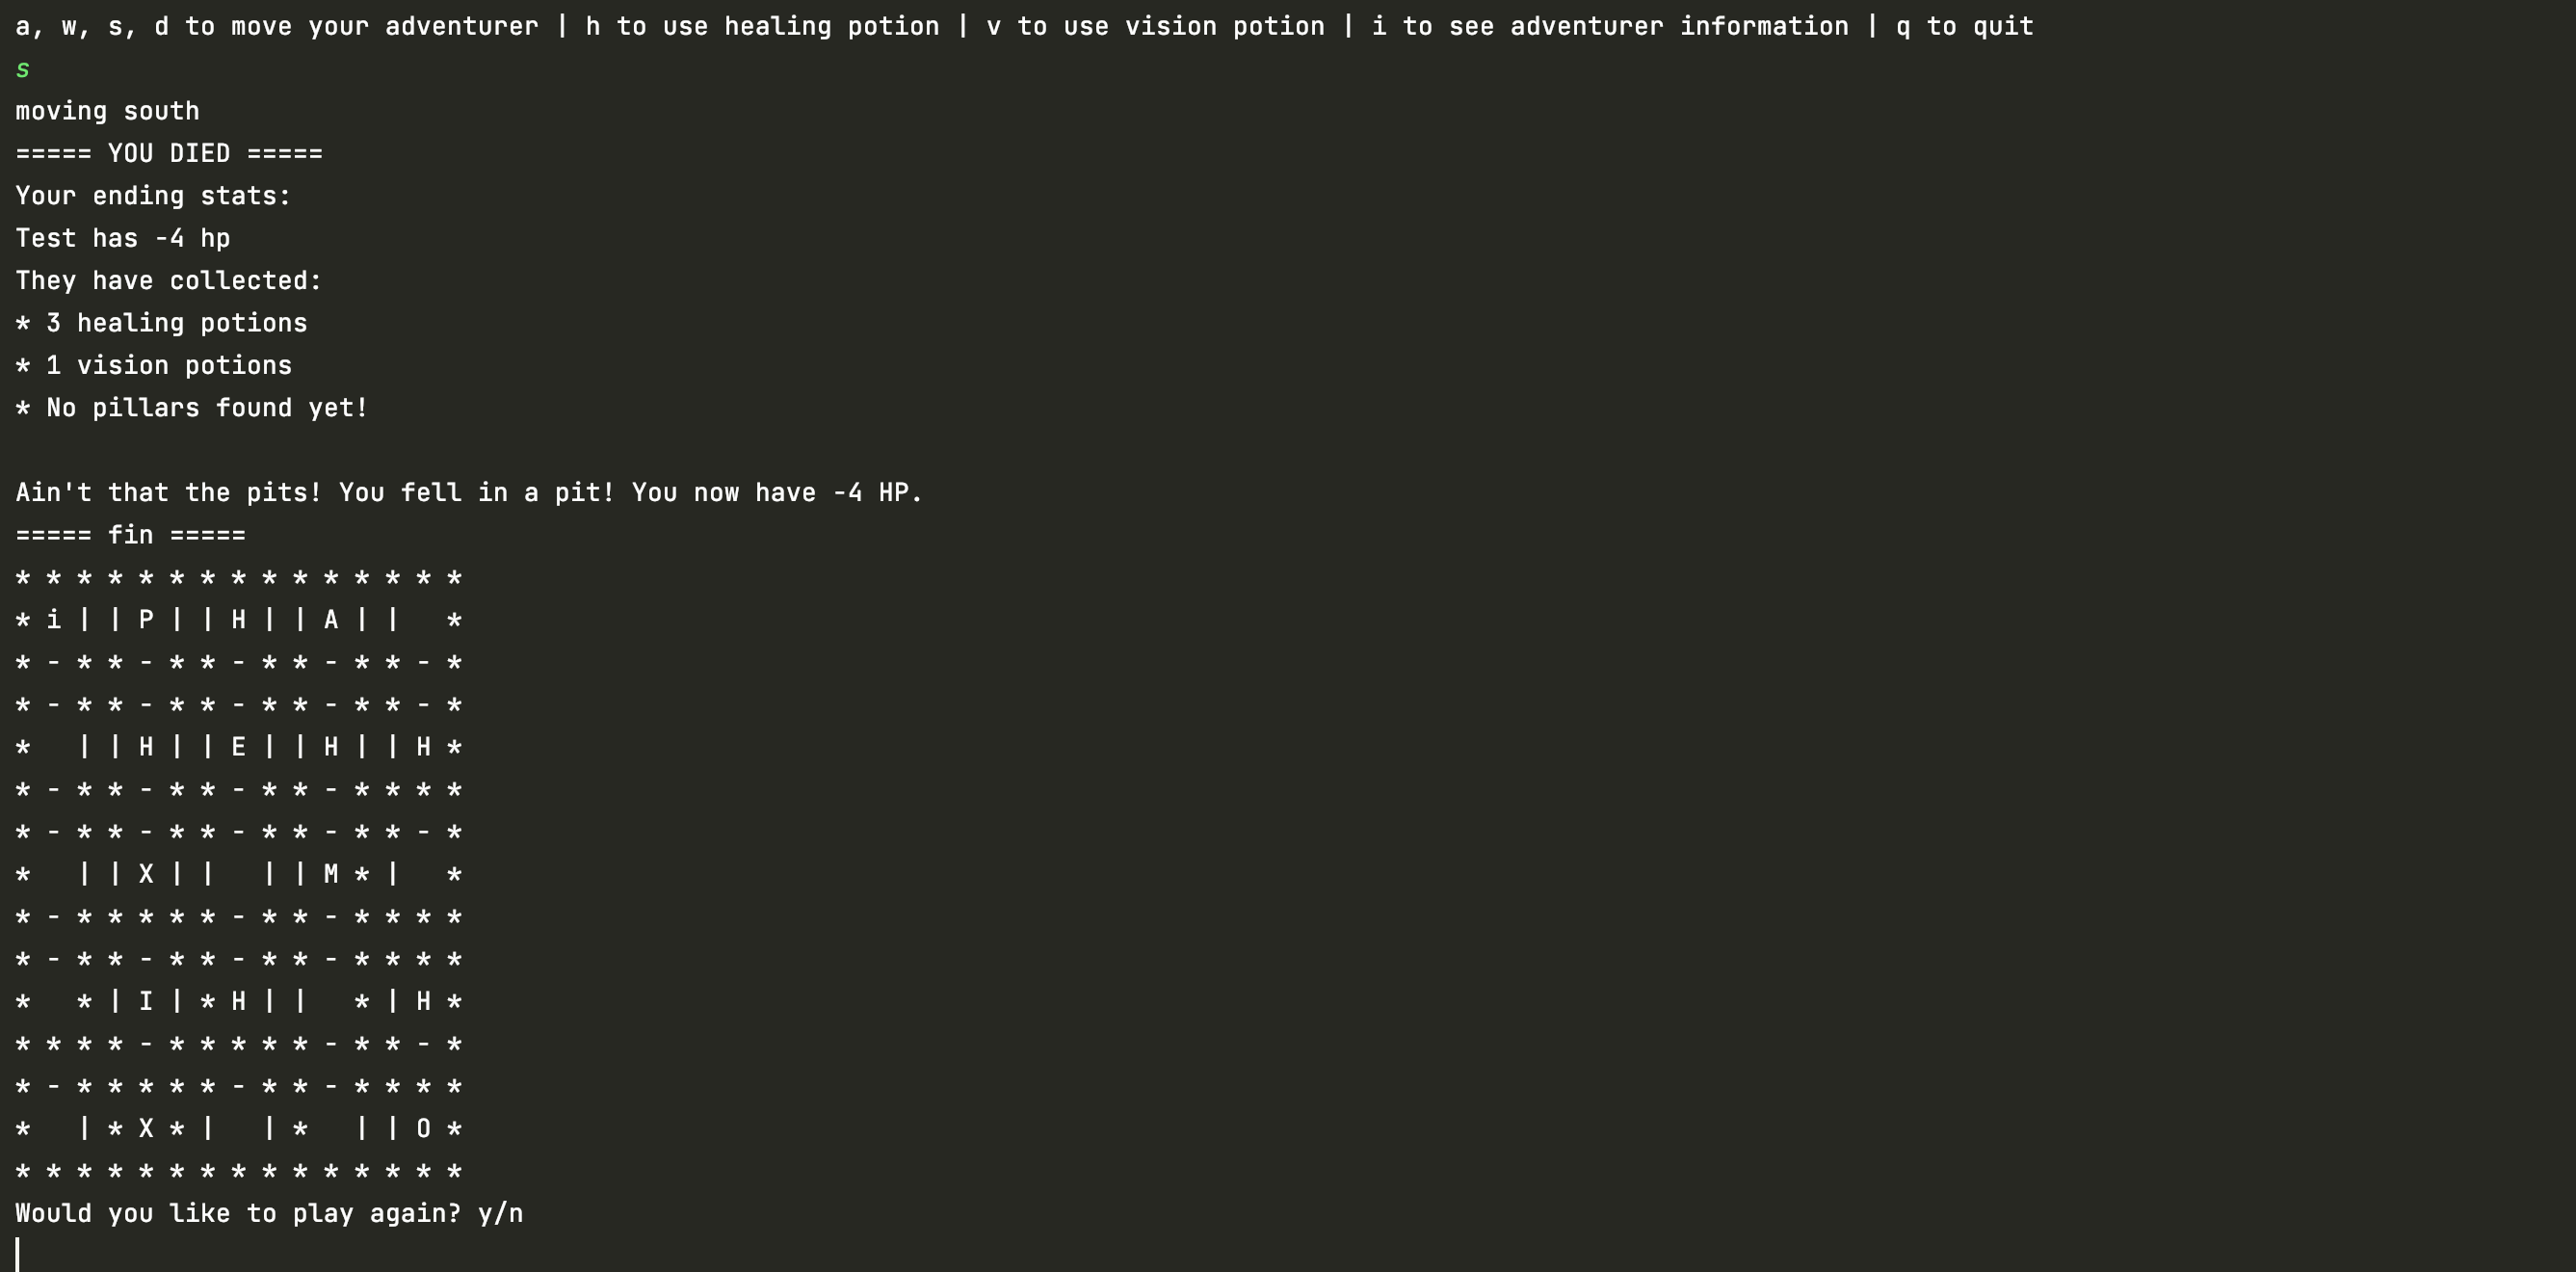 a, w, s, d to move your adventurer | h to use healing potion | v to use vision potion | i to see adventurer information | q to quit
s
moving south
===== YOU DIED =====
Your ending stats:
Test has -4 hp
They have collected:
* 3 healing potions
* 1 vision potions
* No pillars found yet!

Ain't that the pits! You fell in a pit! You now have -4 HP.
===== fin =====
* * * * * * * * * * * * * * *
* i | | P | | H | | A | |   *
* - * * - * * - * * - * * - *
* - * * - * * - * * - * * - *
*   | | H | | E | | H | | H *
* - * * - * * - * * - * * * *
* - * * - * * - * * - * * - *
*   | | X | |   | | M * |   *
* - * * * * * - * * - * * * *
* - * * - * * - * * - * * * *
*   * | I | * H | |   * | H *
* * * * - * * * * * - * * - *
* - * * * * * - * * - * * * *
*   | * X * |   | *   | | O *
* * * * * * * * * * * * * * *
Would you like to play again? y/n